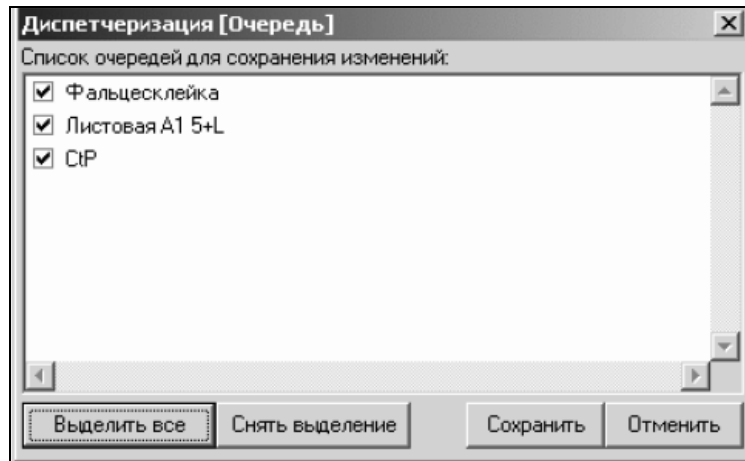 Диспетчеризация [Очередь]
Список очередей для сохранения изменений:
Фальцесклейка
Листовая А1 5+L
CtP
Выделить все Снять выделение Сохранить Отменить